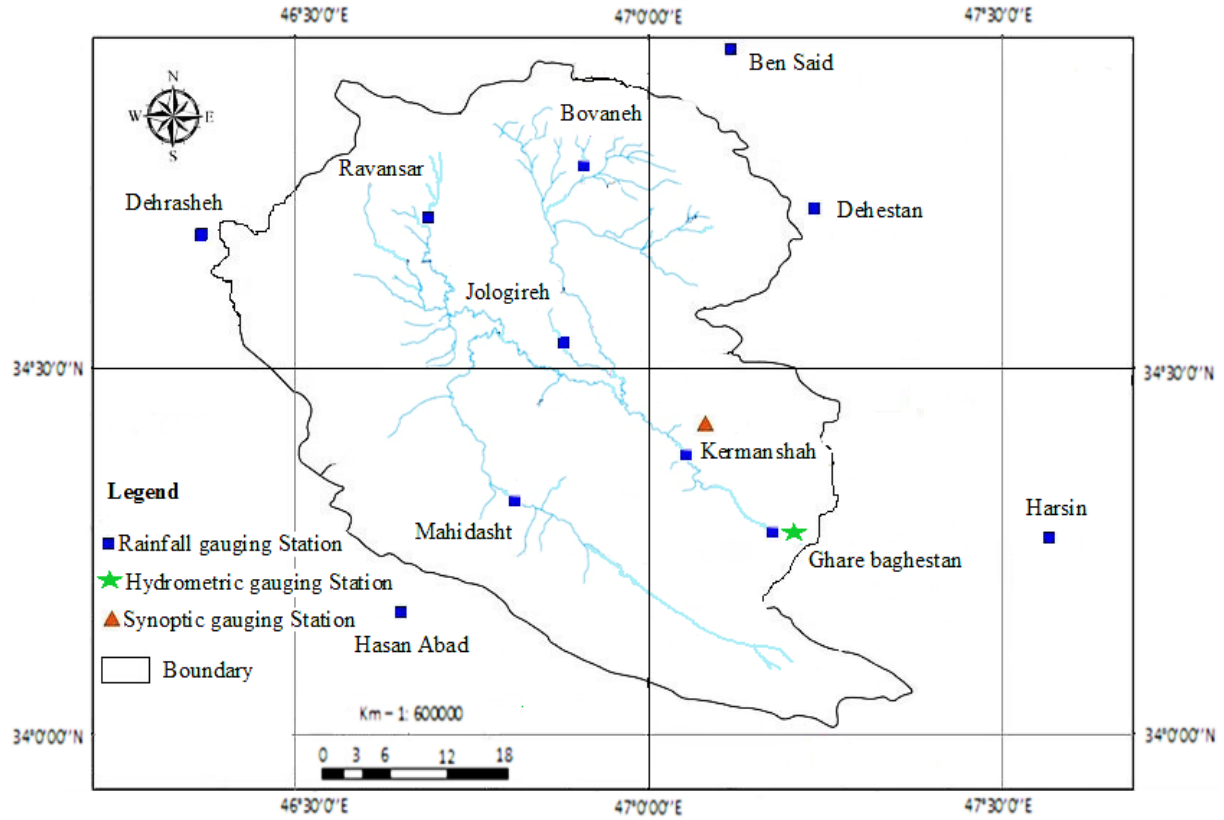 46°30'0''E 47°0'0''E 47°30'0''E
Ben Said
N
W E
S
Bovaneh
Ravansar
Dehrasheh
Dehestan
Jologireh
34°30'0''N 34°30'0''N
Kermanshah
Legend
Harsin
Mahidasht
Rainfall gauging Station
Ghare baghestan
Hydrometric gauging Station
Synoptic gauging Station
Hasan Abad
Boundary
Km – 1: 600000
34°0'0''N 34°0'0''N
0 3 6 12 18
46°30'0''E 47°0'0''E 47°30'0''E